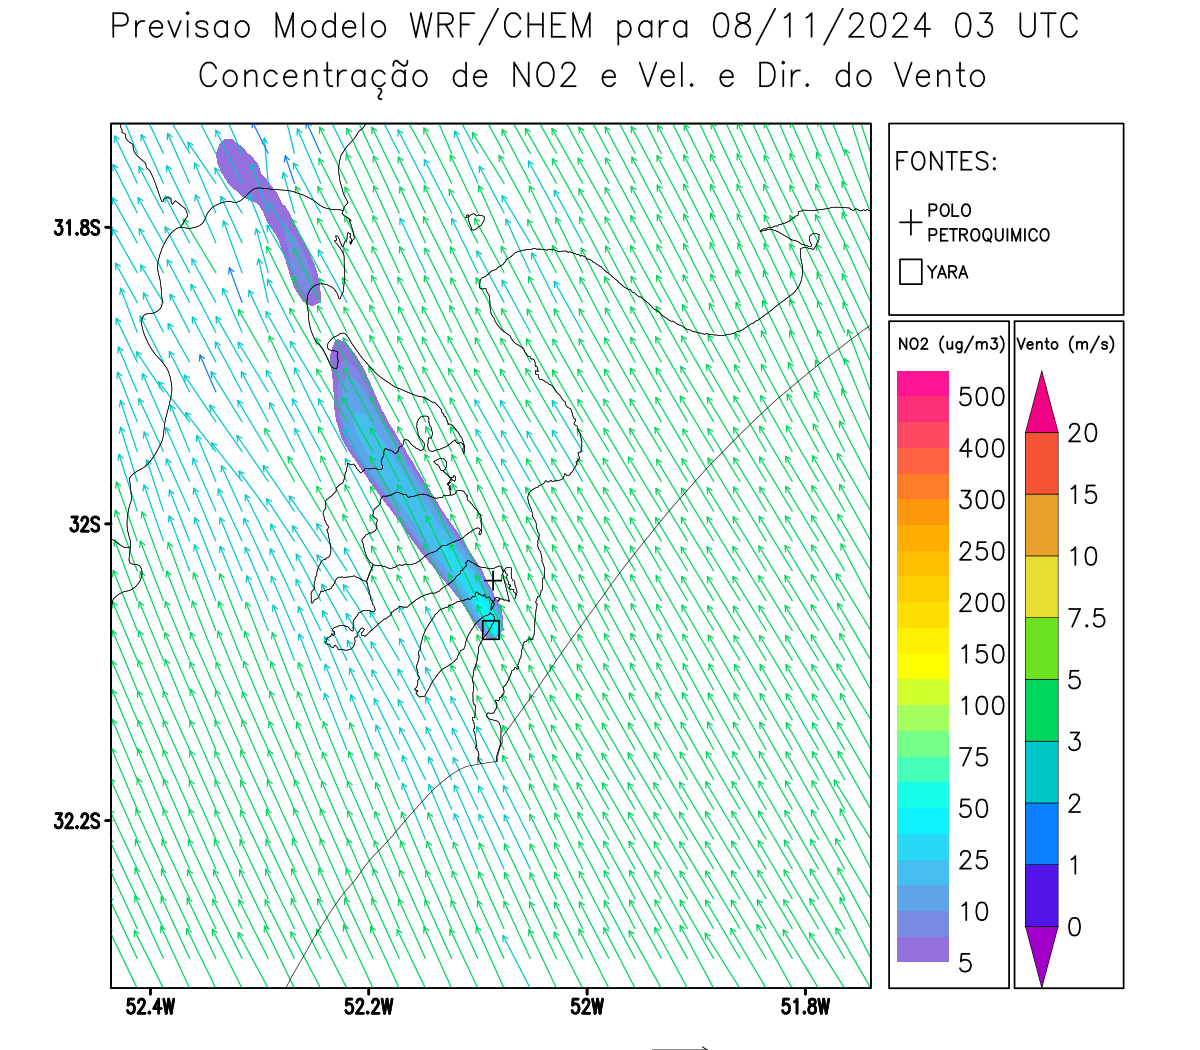 Previsao Modelo WRF/CHEM para 08/11/2024 03 UTC
Concentração de NO2 e Vel. e Dir. do Vento
FONTES:
POLO
PETROQUIMICO
YARA
NO2 (ug/m3)
500
400
300
250
200
150
100
75
50
25
10
5
Vento (m/s)
20
15
10
7.5
5
3
2
1
0
31.8S
32S
32.2S
52.4W
52.2W
52W
51.8W